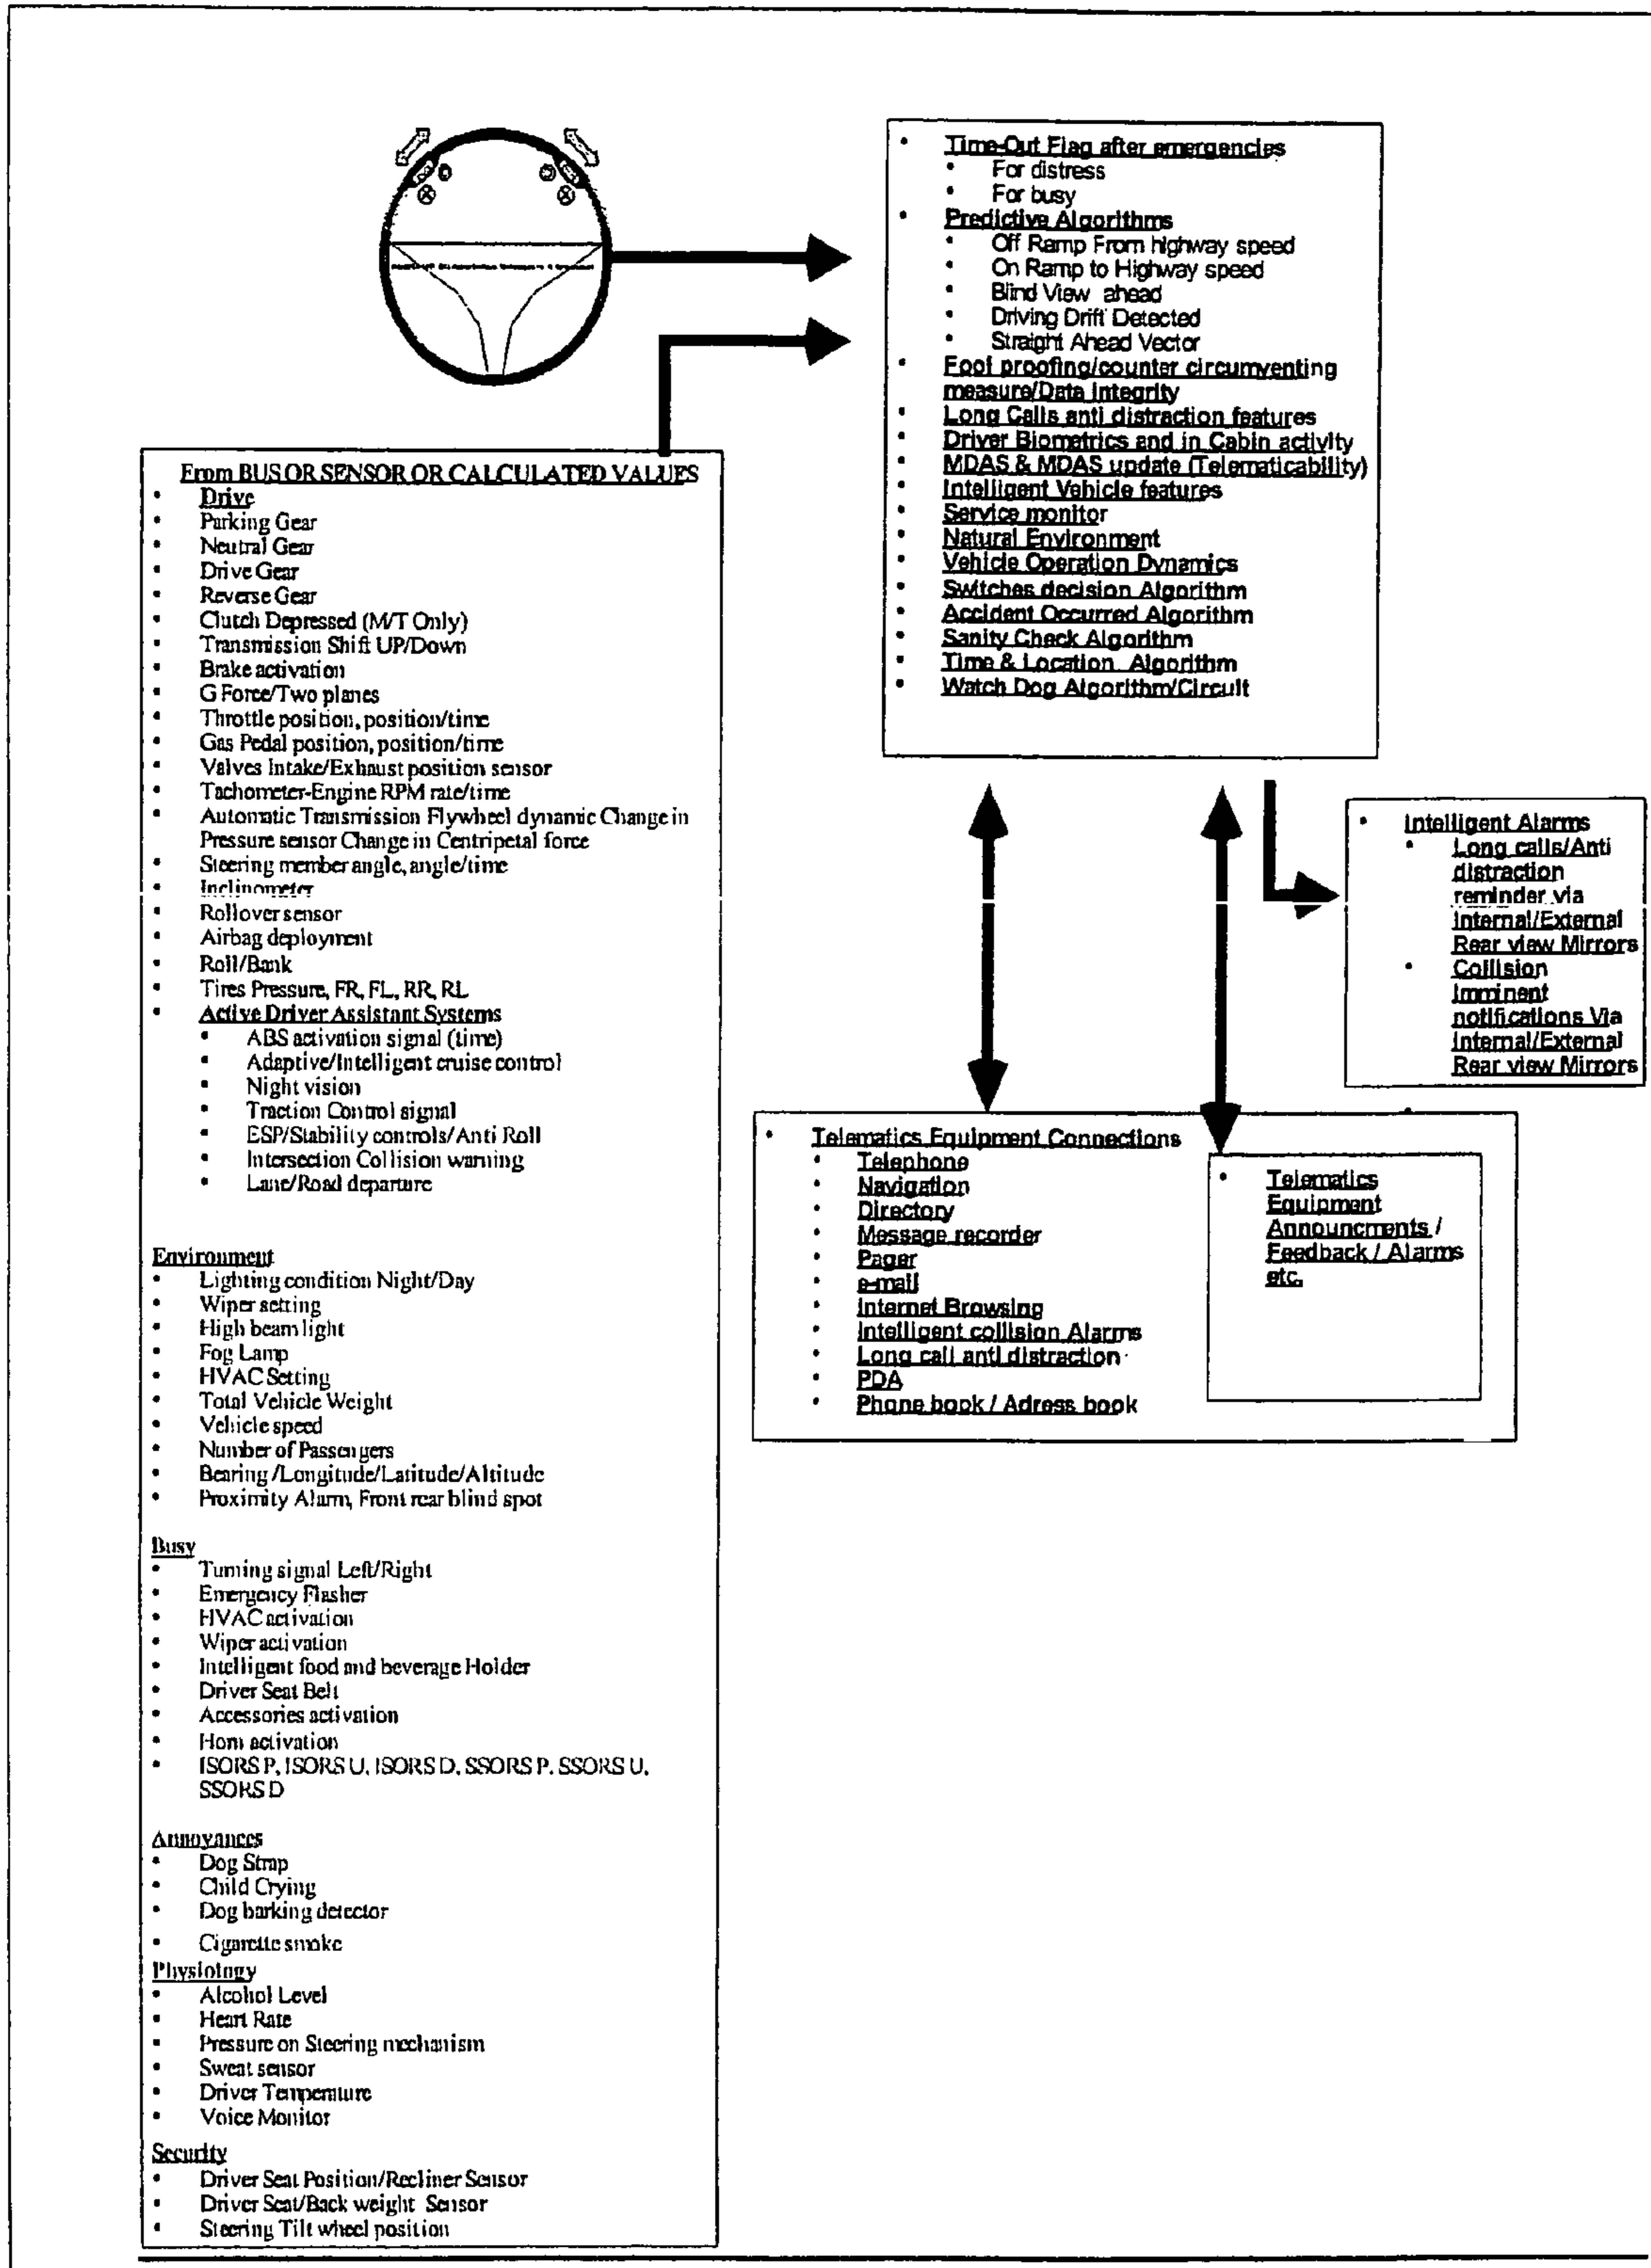 Time-Out Flag after emergencies
For distress
For busy
Predictive Algorithms
Off Ramp From highway speed
On Ramp to Highway speed
Blind View ahead
Driving Drift Detected
Straight Ahead Vector
Fool proofing/counter circumventing
measure/Data Integrity
Long Calls anti distraction features
Driver Biometrics and in Cabin activity
MDAS & MDAS update (Telematicability)
Intelligent Vehicle features
Service monitor
Natural Environment
Vehicle Operation Dynamics
Switches decision Algorithm
Accident Occurred Algorithm
Sanity Check Algorithm
Time & Location Algorithm
Watch Dog Algorithm/Circuit
From BUS OR SENSOR OR CALCULATED VALUES
Drive
Parking Gear
Neutral Gear
Drive Gear
Reverse Gear
Clutch Depressed (M/T Only)
Transmission Shift UP/Down
Brake activation
G Force/Two planes
Throttle position, position/time
Gas Pedal position, position/time
Valves Intake/Exhaust position sensor
Tachometer-Engine RPM rate/time
Automatic Transmission Flywheel dynamic Change in
Pressure sensor Change in Centripetal force
Steering member angle, angle/time
Inclinometer
Rollover sensor
Airbag deployment
Roll/Bank
Tires Pressure, FR, FL, RR, RL
Active Driver Assistant Systems
ABS activation signal (time)
Adaptive/Intelligent cruise control
Night vision
Traction Control signal
ESP/Stability controls/Anti Roll
Intersection Collision warning
Lane/Road departure
Environment
Lighting condition Night/Day
Wiper setting
High beam light
Fog Lamp
HVAC Setting
Total Vehicle Weight
Vehicle speed
Number of Passengers
Bearing /Longitude/Latitude/Altitude
Proximity Alarm, Front rear blind spot
Busy
Turning signal Left/Right
Emergency Flasher
HVAC activation
Wiper activation
Intelligent food and beverage Holder
Driver Seat Belt
Accessories activation
Horn activation
ISORS P, ISORS U, ISORS D, SSORS P, SSORS U,
SSORS D
Annoyances
Dog Strap
Child Crying
Dog barking detector
Cigarette smoke
Physiology
Alcohol Level
Heart Rate
Pressure on Steering mechanism
Sweat sensor
Driver Temperature
Voice Monitor
Security
Driver Seat Position/Recliner Sensor
Driver Seat/Back weight Sensor
Steering Tilt wheel position
Intelligent Alarms
Long calls/Anti
distraction
reminder via
Internal/External
Rear view Mirrors
Collision
Imminent
notifications Via
Internal/External
Rear view Mirrors
Telematics Equipment Connections
Telephone
Navigation
Directory
Message recorder
Pager
e-mail
Internet Browsing
Intelligent collision Alarms
Long call anti distraction
PDA
Phone book / Adress book
Telematics
Equipment
Announcments /
Feedback / Alarms
etc.